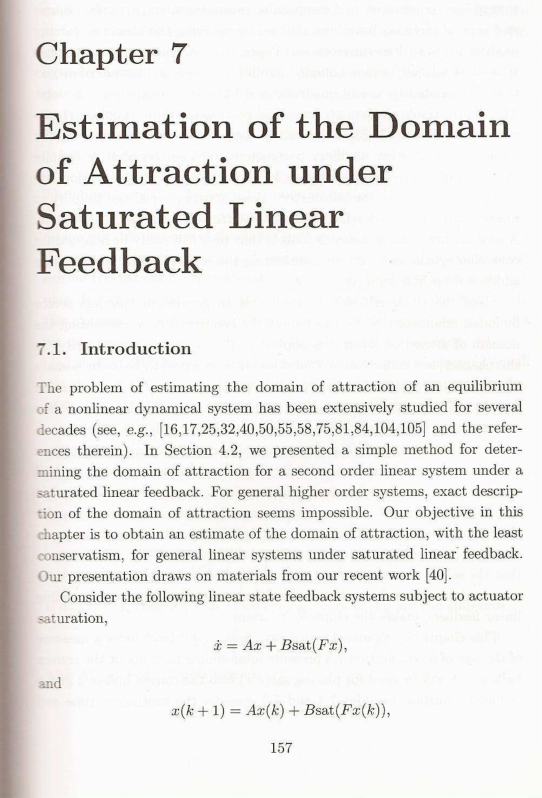 Chapter 7
Estimation of the Domain
of Attraction under
Saturated Linear
Feedback
7.1. Introduction
The problem of estimating the domain of attraction of an equilibrium
of a nonlinear dynamical system has been extensively studied for several
decades (see, e.g., [16,17,25,32,40,50,55,58,75,81,84,104,105] and the refer-
ences therein). In Section 4.2, we presented a simple method for deter-
mining the domain of attraction for a second order linear system under a
saturated linear feedback. For general higher order systems, exact descrip-
tion of the domain of attraction seems impossible. Our objective in this
chapter is to obtain an estimate of the domain of attraction, with the least
conservatism, for general linear systems under saturated linear feedback.
Our presentation draws on materials from our recent work [40].
Consider the following linear state feedback systems subject to actuator
saturation,
ẋ = Ax + Bsat(Fx),
and
x(k + 1) = Ax(k) + Bsat(Fx(k)),
157